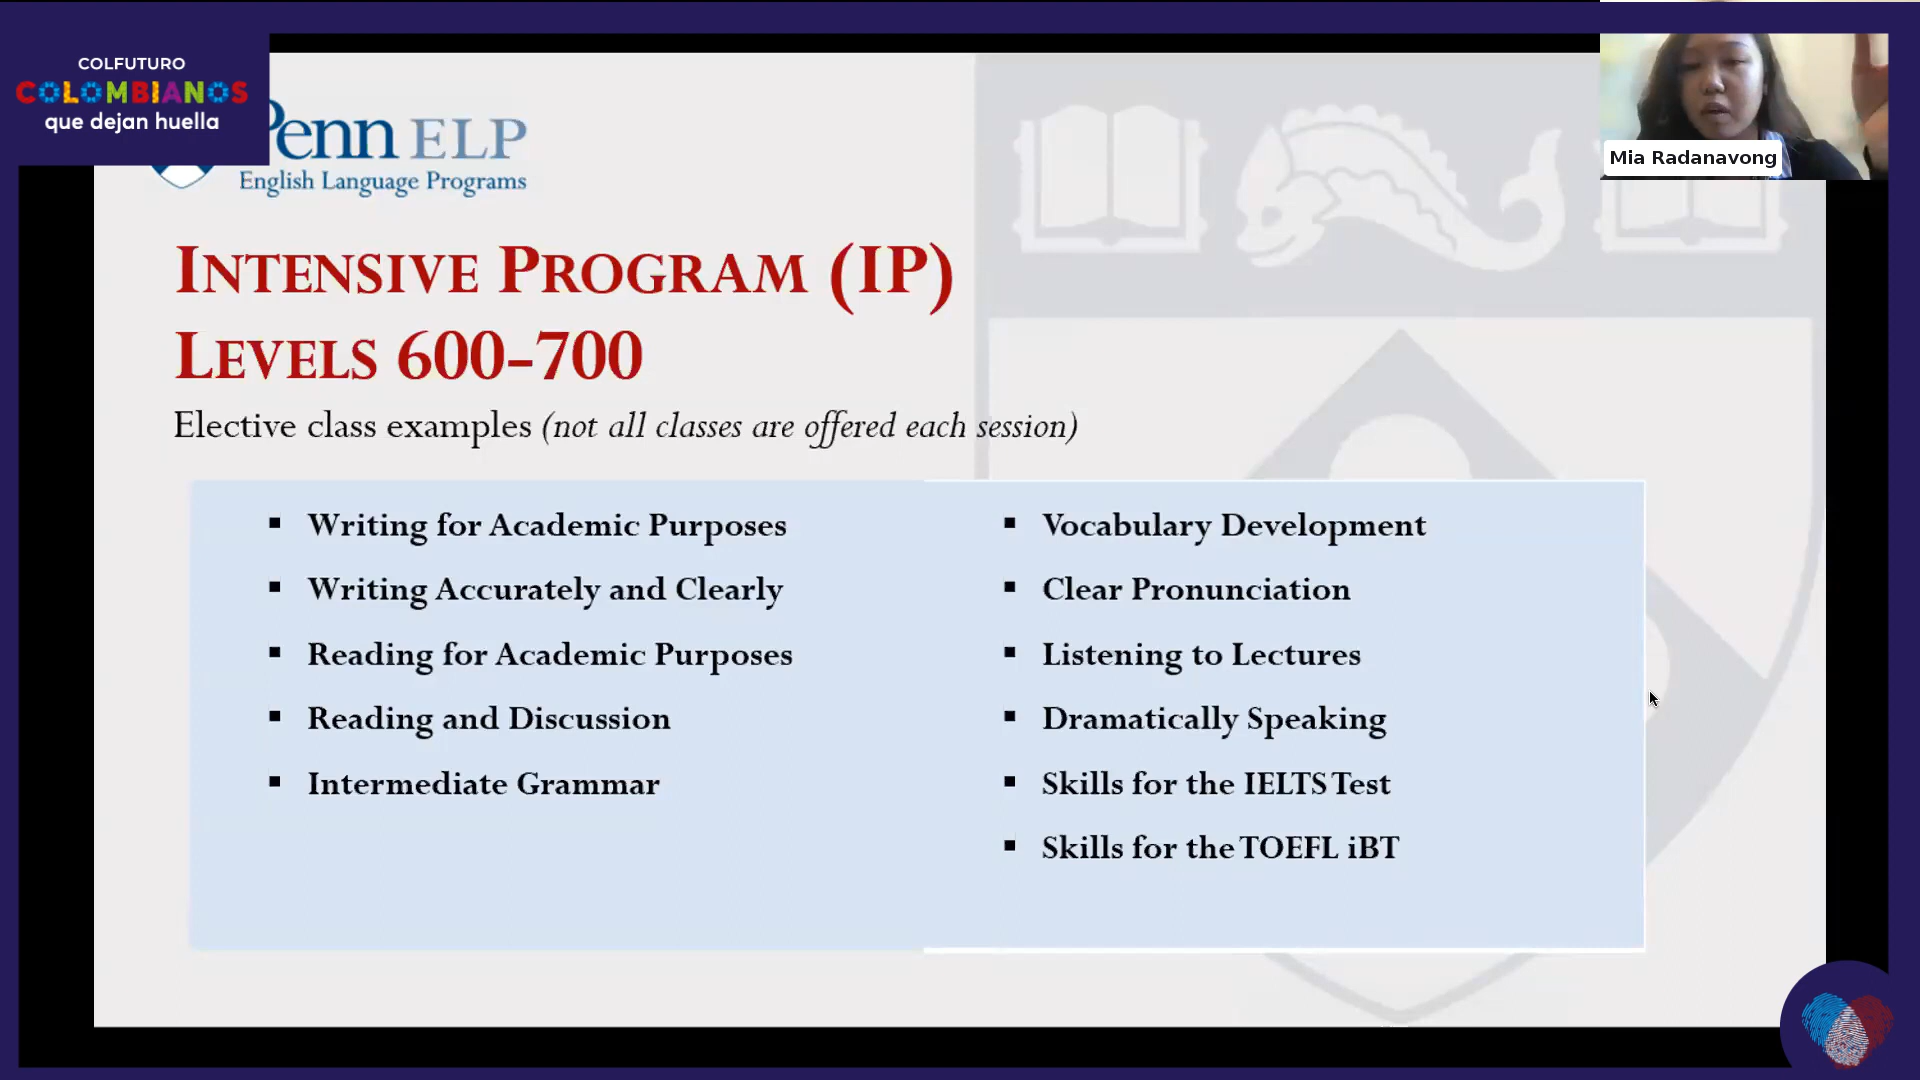 COLFUTURO
COLOMBIANOS
que dejan huella
Penn ELP
English Language Programs
Mia Radanavong
INTENSIVE PROGRAM (IP)
LEVELS 600-700
Elective class examples (not all classes are offered each session)
▪ Writing for Academic Purposes
▪ Writing Accurately and Clearly
▪ Reading for Academic Purposes
▪ Reading and Discussion
▪ Intermediate Grammar
▪ Vocabulary Development
▪ Clear Pronunciation
▪ Listening to Lectures
▪ Dramatically Speaking
▪ Skills for the IELTS Test
▪ Skills for the TOEFL iBT